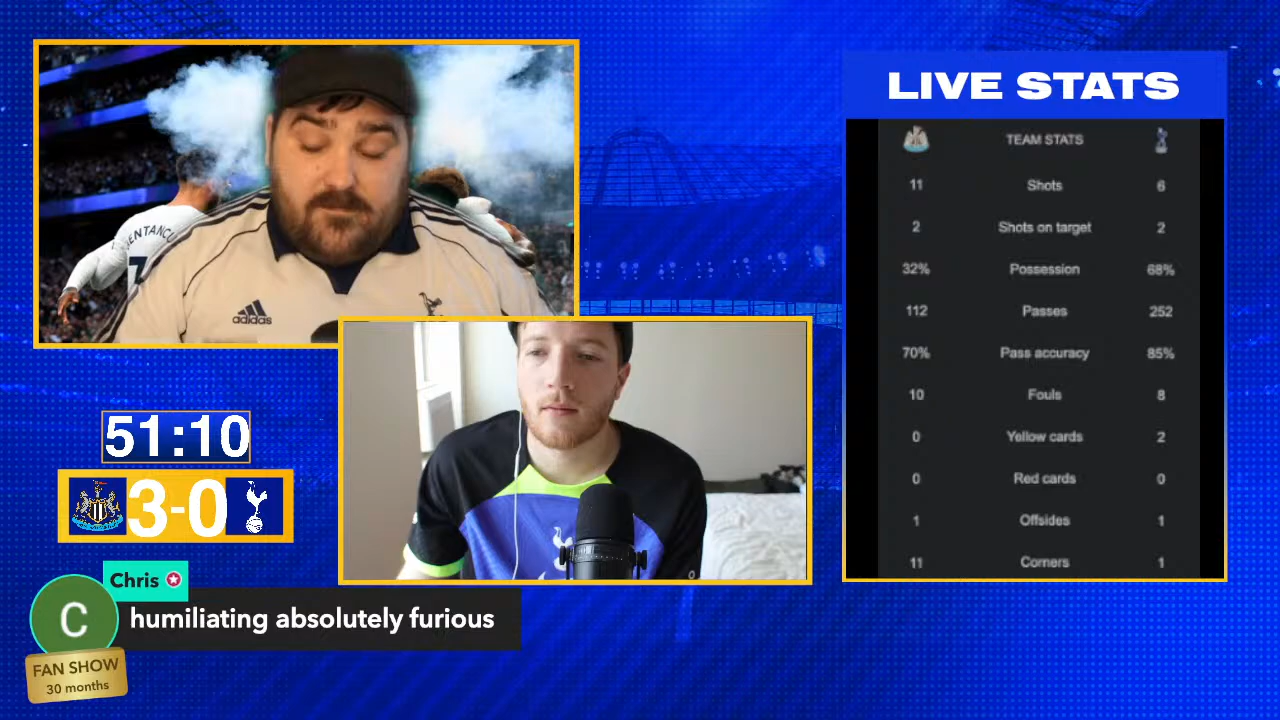 LIVE STATS
TEAM STATS
11 Shots 6
2 Shots on target 2
32% Possession 68%
112 Passes 252
70% Pass accuracy 85%
10 Fouls 8
0 Yellow cards 2
0 Red cards 0
1 Offsides 1
11 Corners 1
ENTANCU
7
adidas
51:10
3-0
Chris
C
humiliating absolutely furious
FAN SHOW
30 months